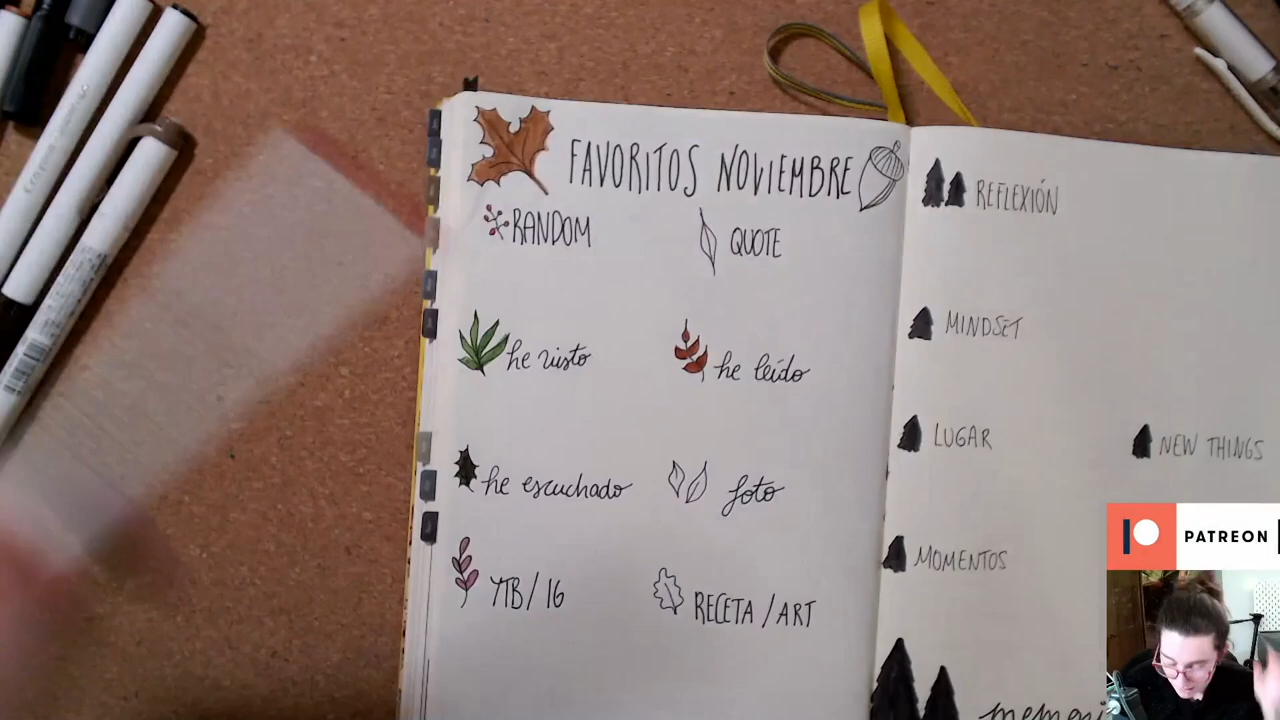 FAVORITOS NOVIEMBRE
RANDOM
QUOTE
he visto
he leído
he escuchado
foto
YTB/IG
RECETA/ART
REFLEXIÓN
MINDSET
LUGAR
NEW THINGS
MOMENTOS
PATREON